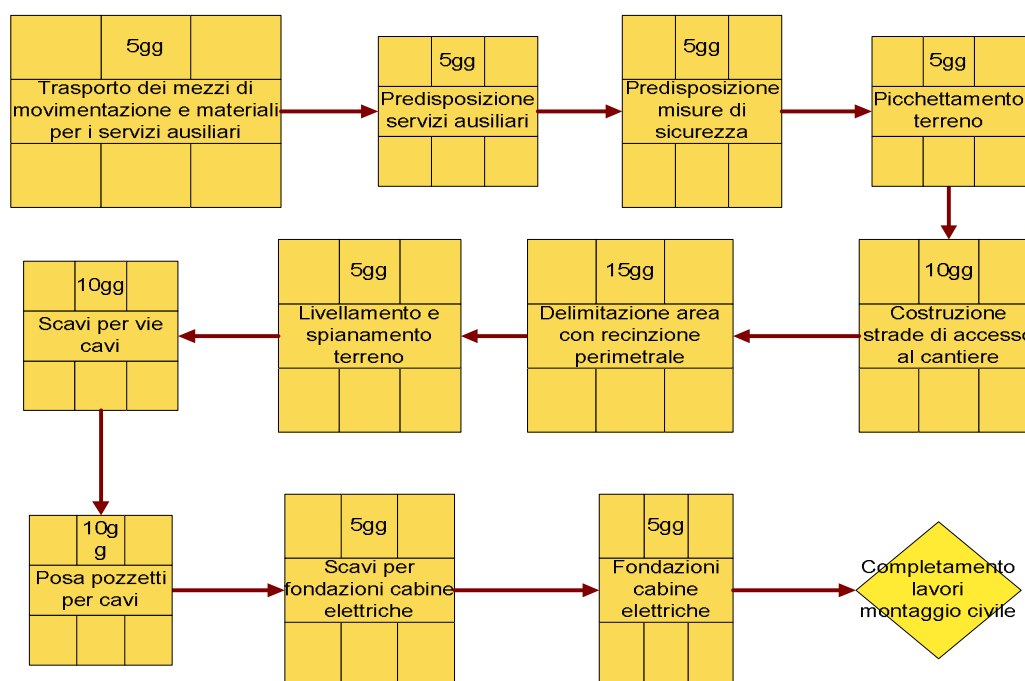 5gg
Trasporto dei mezzi di
movimentazione e materiali
per i servizi ausiliari
5gg
Predisposizione
servizi ausiliari
5gg
Predisposizione
misure di
sicurezza
5gg
Picchettamento
terreno
10gg
Costruzione
strade di accesso
al cantiere
15gg
Delimitazione area
con recinzione
perimetrale
5gg
Livellamento e
spianamento
terreno
10gg
Scavi per vie
cavi
10g
g
Posa pozzetti
per cavi
5gg
Scavi per
fondazioni cabine
elettriche
5gg
Fondazioni
cabine
elettriche
Completamento
lavori
montaggio civile